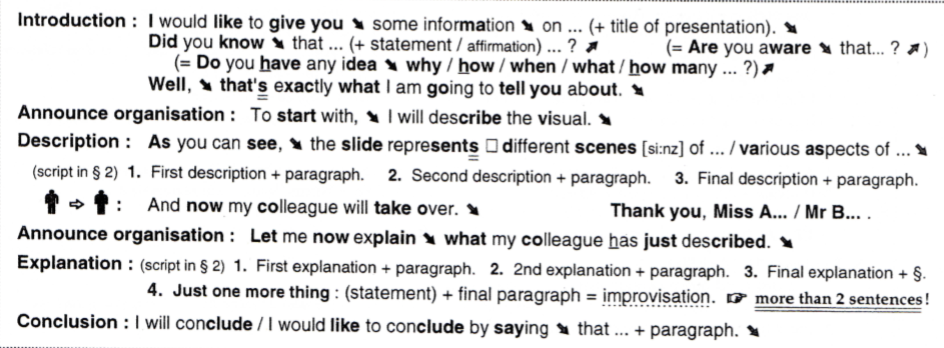 Introduction : I would like to give you ➘ some information ➘ on ... (+ title of presentation). ➘
Did you know ➘ that ... (+ statement / affirmation) ... ? ➚ (= Are you aware ➘ that... ? ➚)
(= Do you have any idea ➘ why / how / when / what / how many ... ?) ➚
Well, ➘ that's exactly what I am going to tell you about. ➘
Announce organisation : To start with, ➘ I will describe the visual. ➘
Description : As you can see, ➘ the slide represents □ different scenes [si:nz] of ... / various aspects of ... ➘
(script in § 2) 1. First description + paragraph. 2. Second description + paragraph. 3. Final description + paragraph.
⇨ : And now my colleague will take over. ➘ Thank you, Miss A... / Mr B... .
Announce organisation : Let me now explain ➘ what my colleague has just described. ➘
Explanation : (script in § 2) 1. First explanation + paragraph. 2. 2nd explanation + paragraph. 3. Final explanation + §.
4. Just one more thing : (statement) + final paragraph = improvisation. ☞ more than 2 sentences!
Conclusion : I will conclude / I would like to conclude by saying ➘ that ... + paragraph. ➘